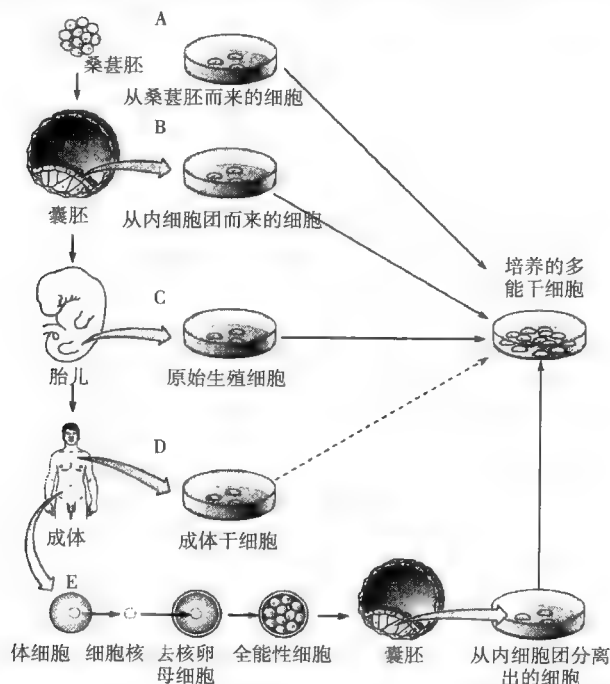 A
桑葚胚
从桑葚胚而来的细胞
B
囊胚
从内细胞团而来的细胞
培养的多
能干细胞
C
胎儿
原始生殖细胞
D
成体
成体干细胞
E
体细胞
细胞核
去核卵
母细胞
全能性细胞
囊胚
从内细胞团分离
出的细胞